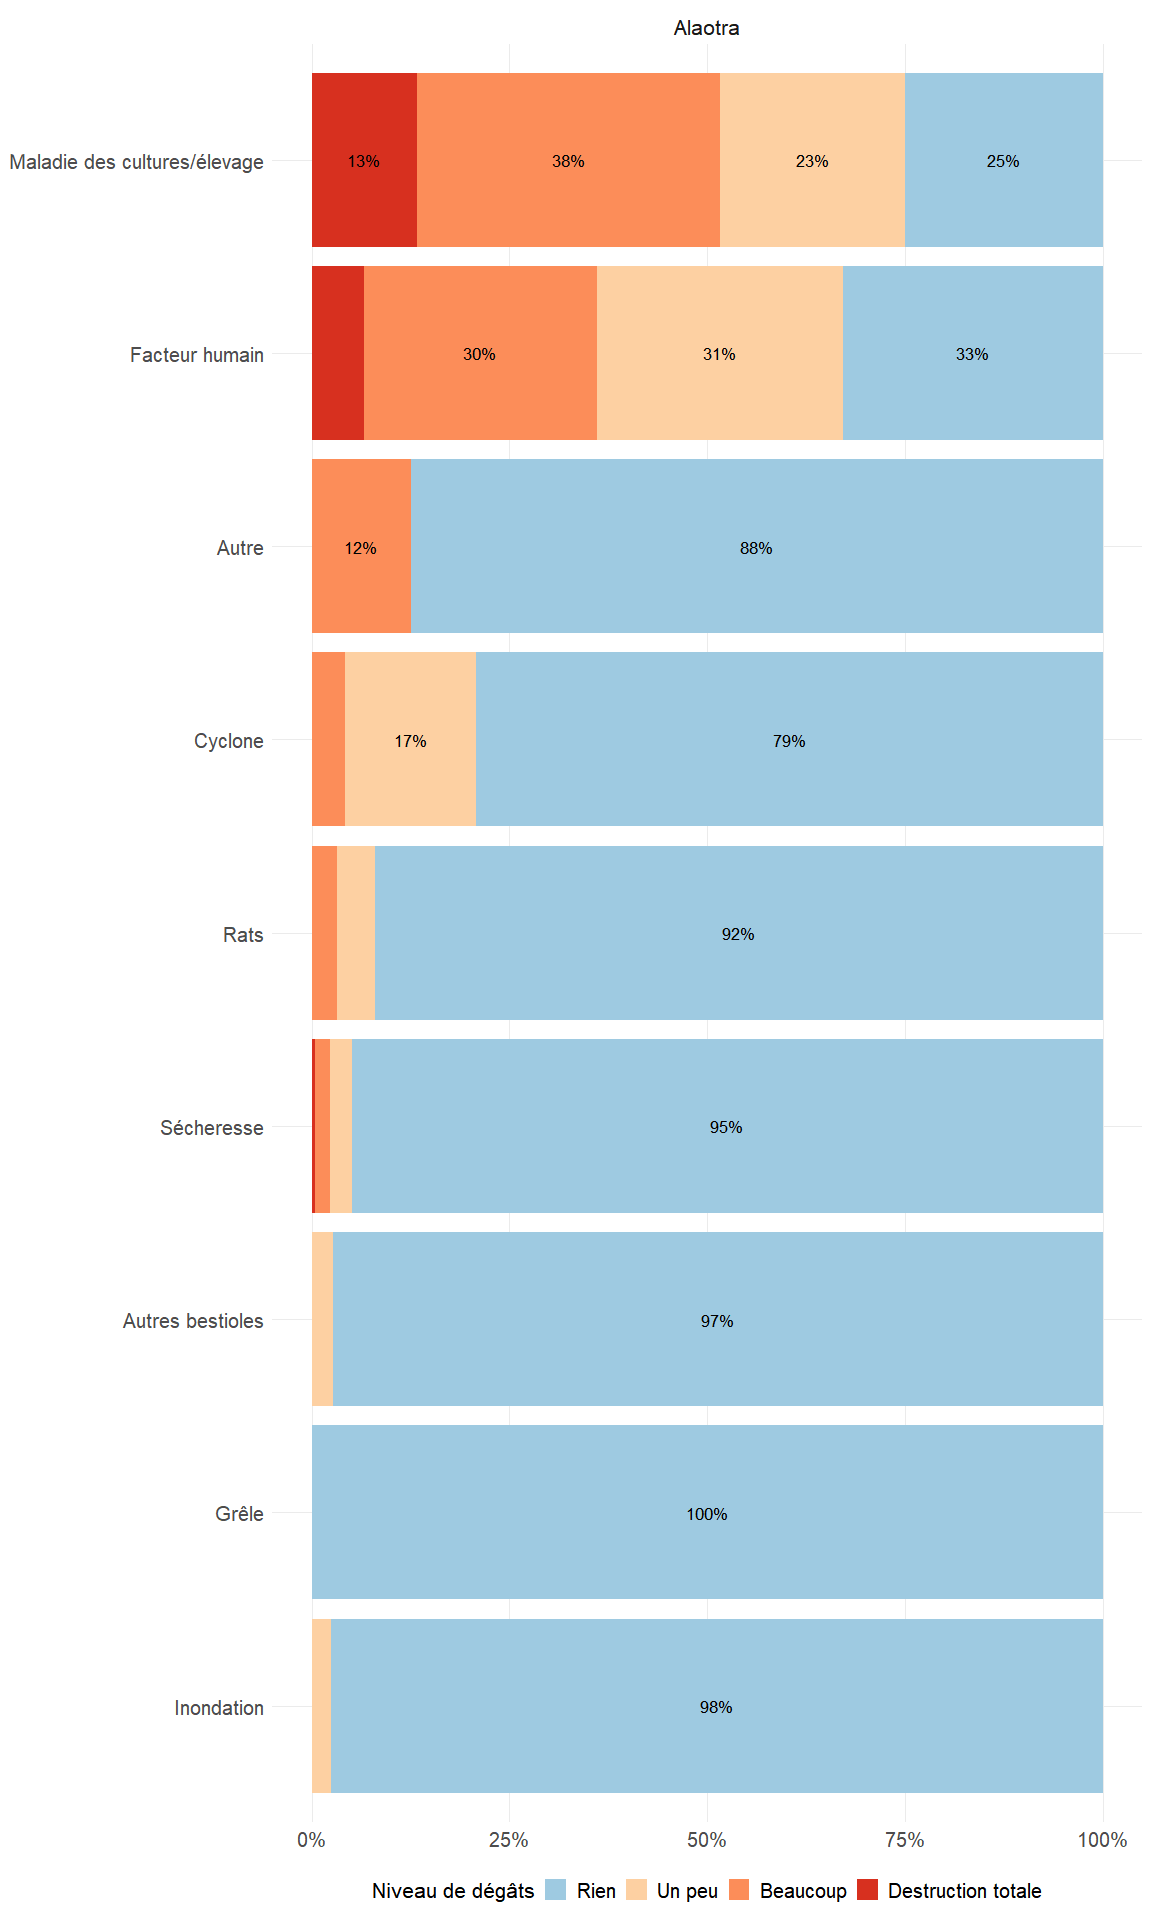 Alaotra
Maladie des cultures/élevage 13% 38% 23% 25%
Facteur humain 30% 31% 33%
Autre 12% 88%
Cyclone 17% 79%
Rats 92%
Sécheresse 95%
Autres bestioles 97%
Grêle 100%
Inondation 98%
0% 25% 50% 75% 100%
Niveau de dégâts Rien Un peu Beaucoup Destruction totale